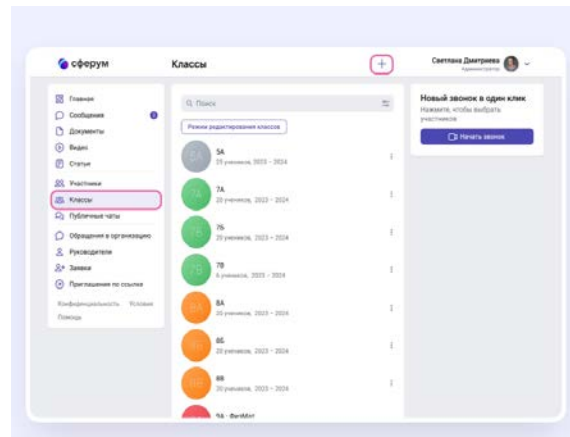 сферум
Классы
Светлана Дмитриева
Администратор
Главная
Сообщения
Документы
Видео
Статьи
Участники
Классы
Публичные чаты
Обращения в организацию
Руководители
Заявки
Приглашения по ссылке
Конфиденциальность Условия
Помощь
Поиск
Режим редактирования классов
5А
25 учеников, 2023 – 2024
7А
20 учеников, 2023 – 2024
7Б
20 учеников, 2023 – 2024
7В
6 учеников, 2023 – 2024
8А
20 учеников, 2023 – 2024
8Б
20 учеников, 2023 – 2024
8В
20 учеников, 2023 – 2024
9А - ФизМат
Новый звонок в один клик
Нажмите, чтобы выбрать
участников
Начать звонок